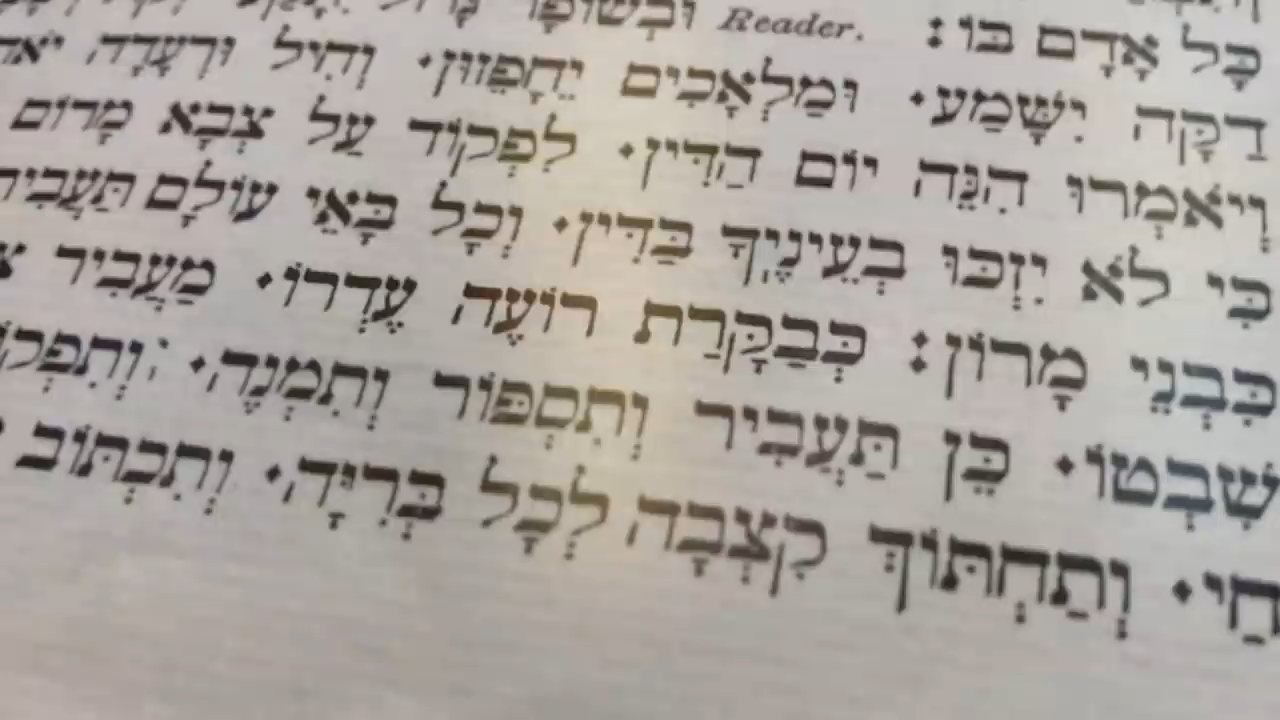 כָּל אָדָם בּוֹ: Reader. וּבְשׁוֹפָר
דַקָּה יִשָּׁמַע· וּמַלְאָכִים יֵחָפֵזוּן· וְחִיל וּרְעָדָה
וְיֹאמְרוּ הִנֵּה יוֹם הַדִּין· לִפְקוֹד עַל צְבָא מָרוֹם
כִּי לֹא יִזְכּוּ בְעֵינֶיךָ בַּדִּין· וְכָל בָּאֵי עוֹלָם
כִּבְנֵי מָרוֹן: כְּבַקָּרַת רוֹעֶה עֶדְרוֹ· מַעֲבִיר
שִׁבְטוֹ· כֵּן תַּעֲבִיר וְתִסְפּוֹר וְתִמְנֶה·
חַי· וְתַחְתּוֹךְ קִצְבָה לְכָל בְּרִיָּה· וְתִכְתּוֹב